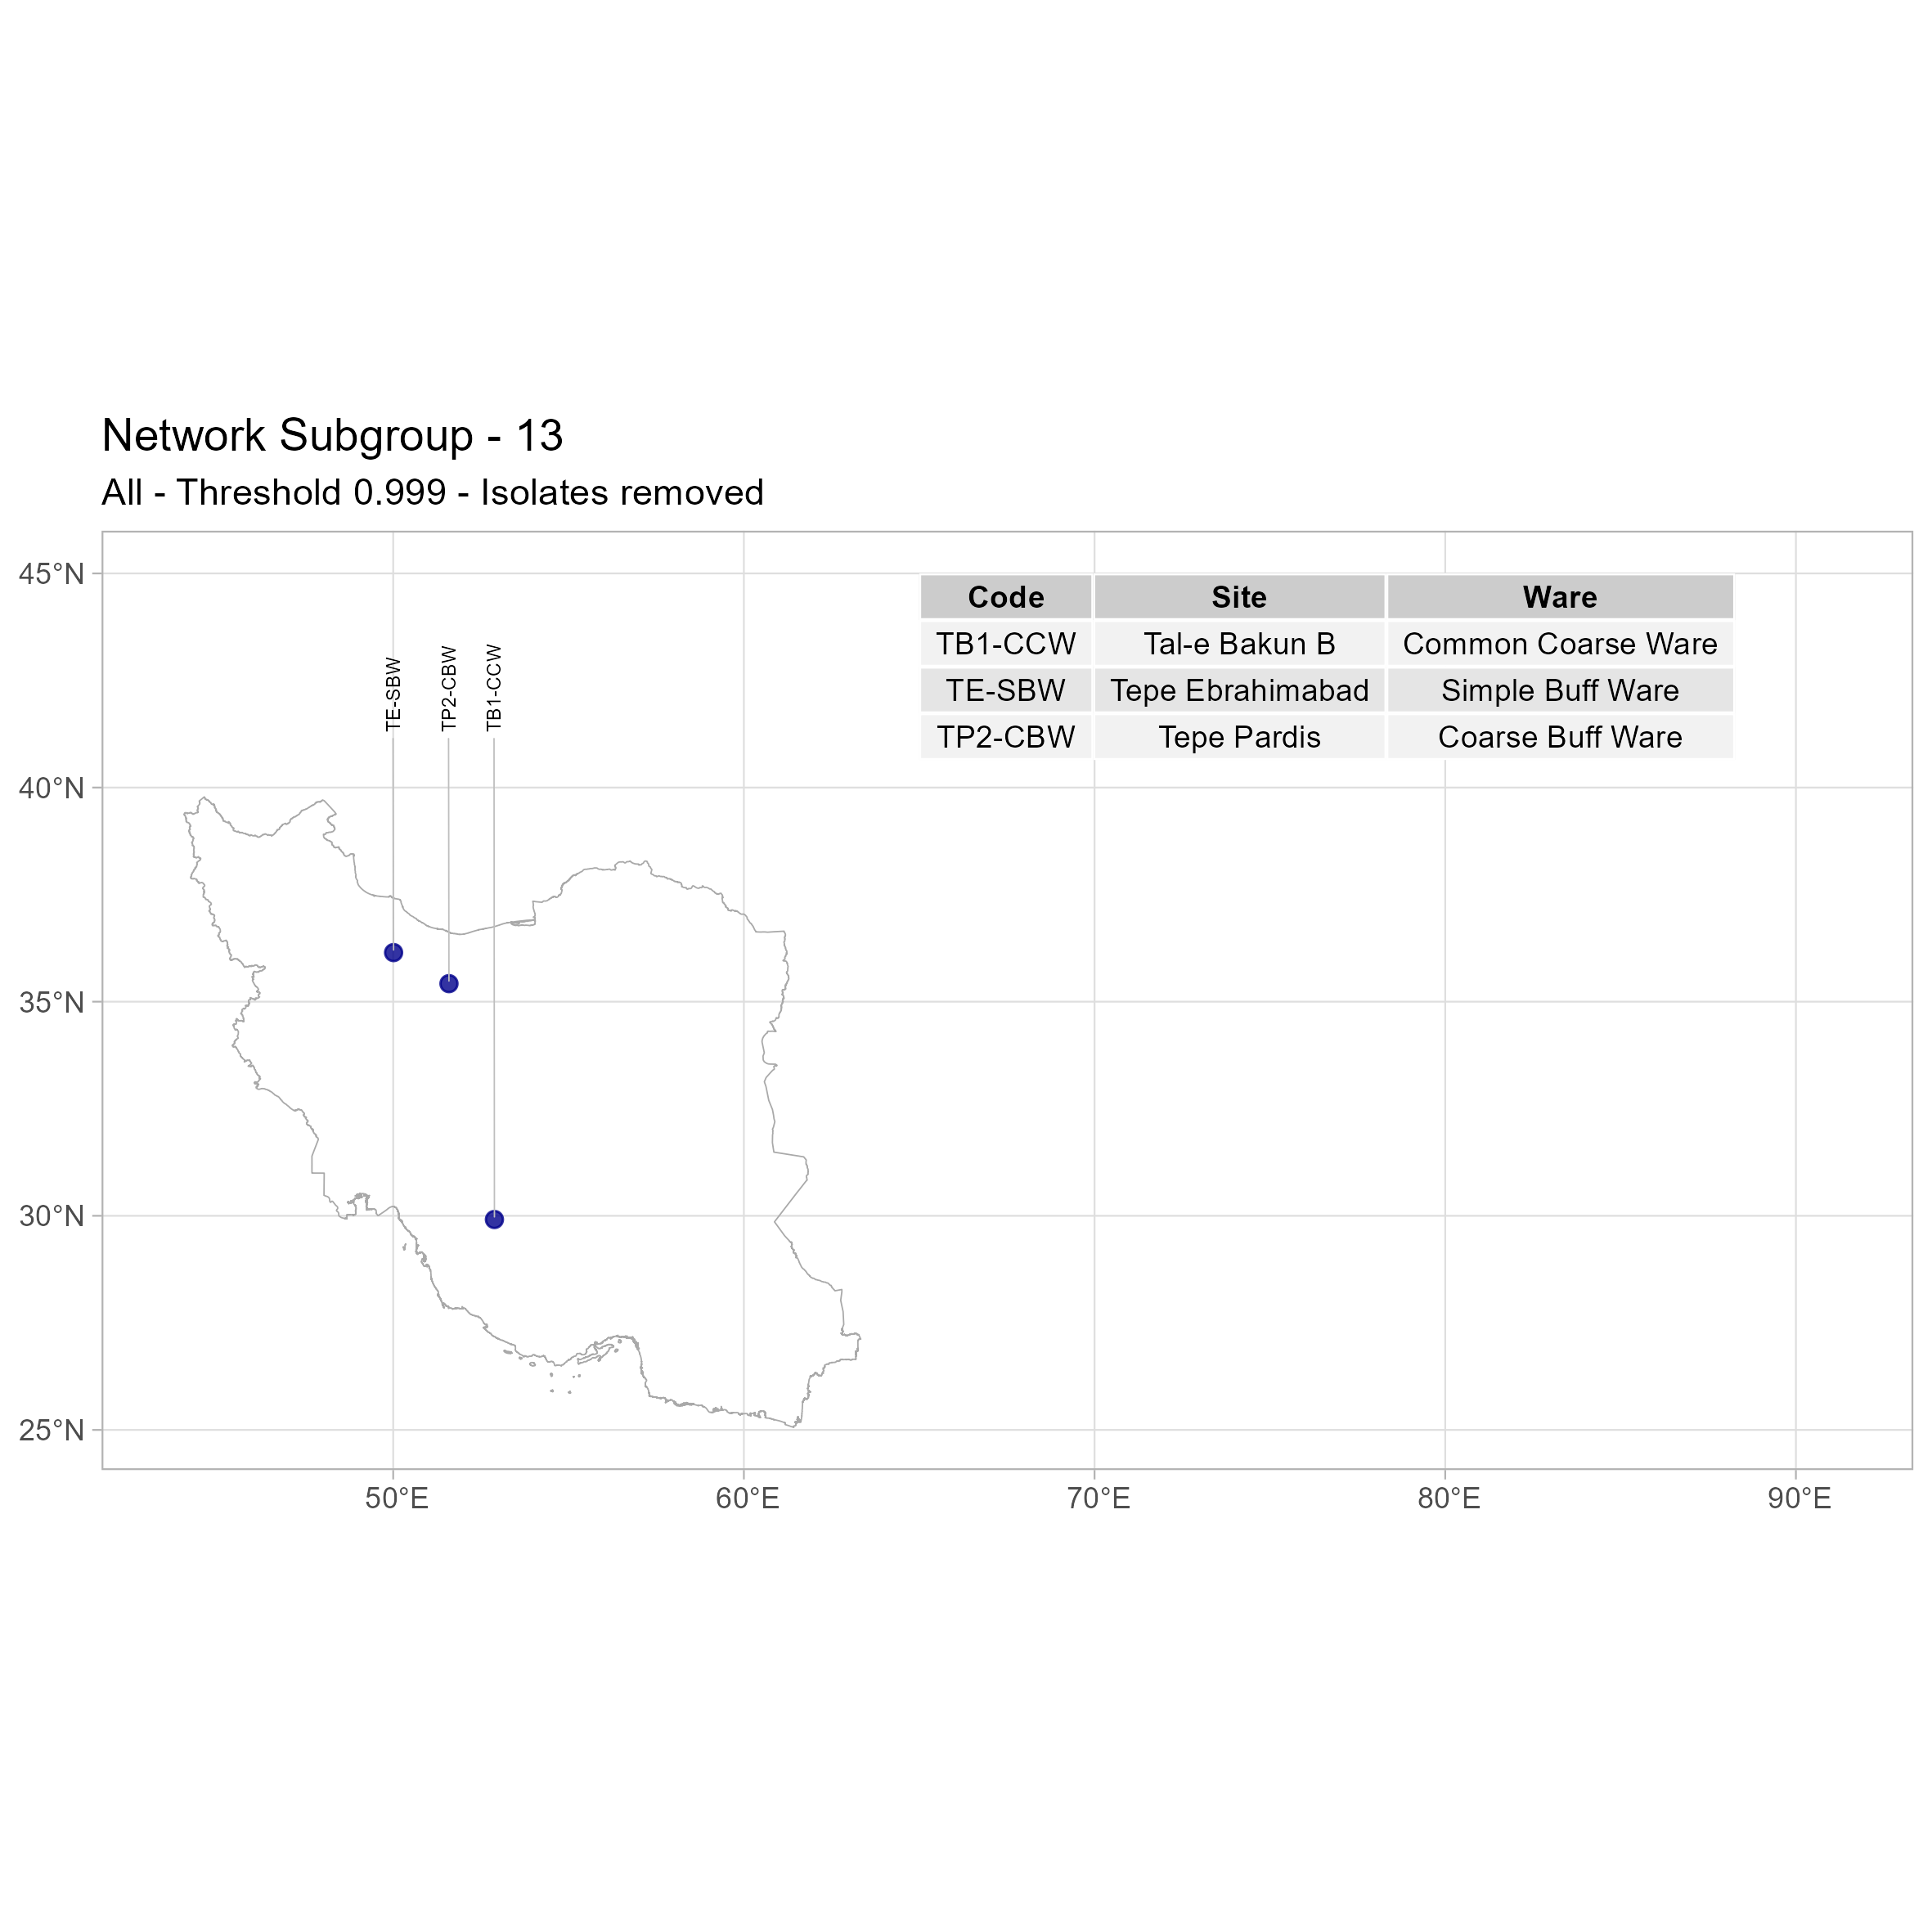 Network Subgroup - 13
All - Threshold 0.999 - Isolates removed
45°N
40°N
35°N
30°N
25°N
TE-SBW
TP2-CBW
TB1-CCW
Code Site Ware
TB1-CCW Tal-e Bakun B Common Coarse Ware
TE-SBW Tepe Ebrahimabad Simple Buff Ware
TP2-CBW Tepe Pardis Coarse Buff Ware
50°E 60°E 70°E 80°E 90°E